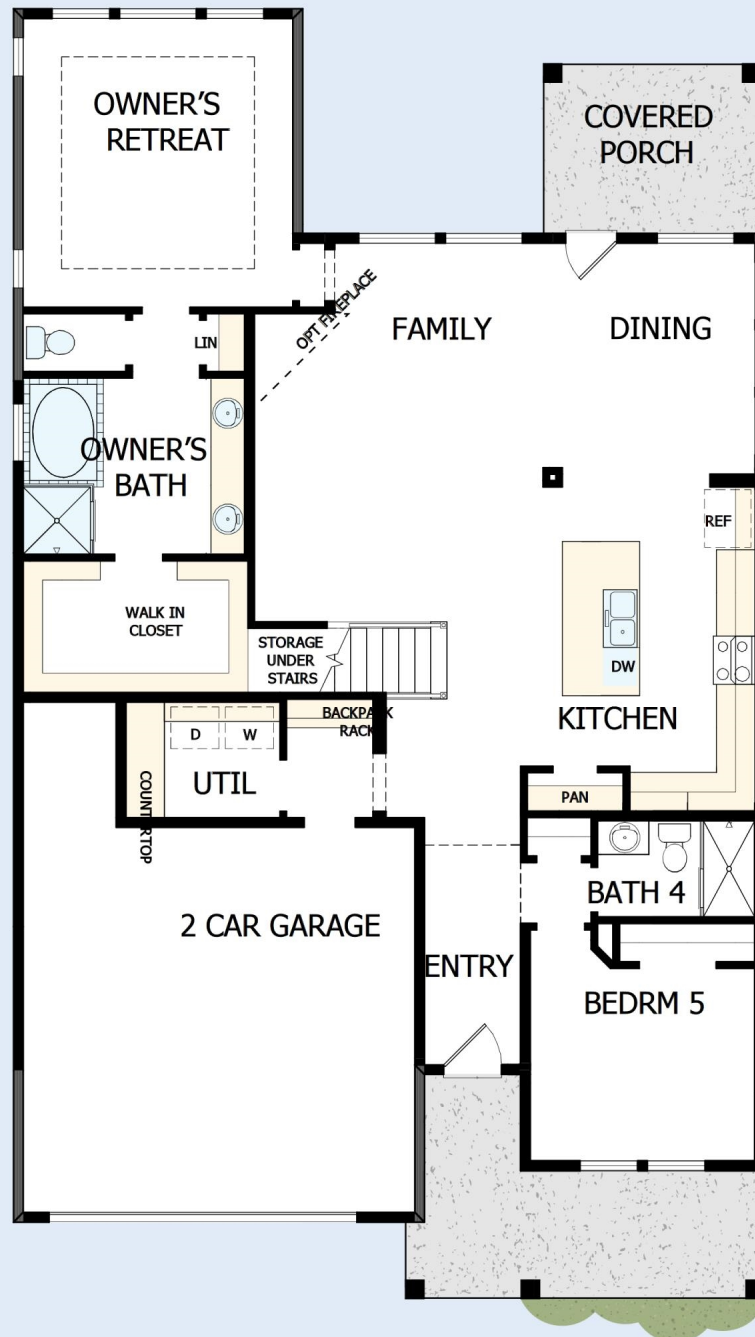 OWNER'S
RETREAT
COVERED
PORCH
OPT FIREPLACE
FAMILY
DINING
LIN
OWNER'S
BATH
REF
WALK IN
CLOSET
STORAGE
UNDER
STAIRS
DW
KITCHEN
BACKPACK
RACK
D
W
UTIL
COUNTERTOP
PAN
BATH 4
2 CAR GARAGE
ENTRY
BEDRM 5